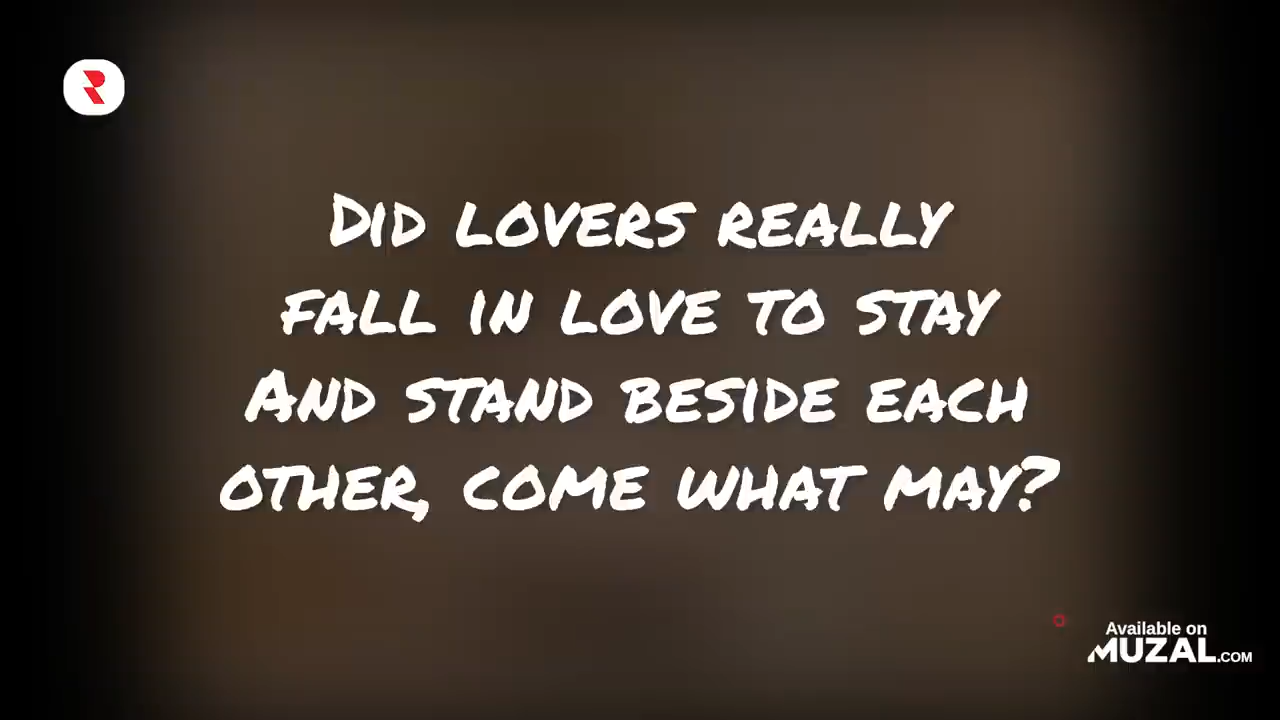 DID LOVERS REALLY
FALL IN LOVE TO STAY
AND STAND BESIDE EACH
OTHER, COME WHAT MAY?
Available on
MUZAL.COM